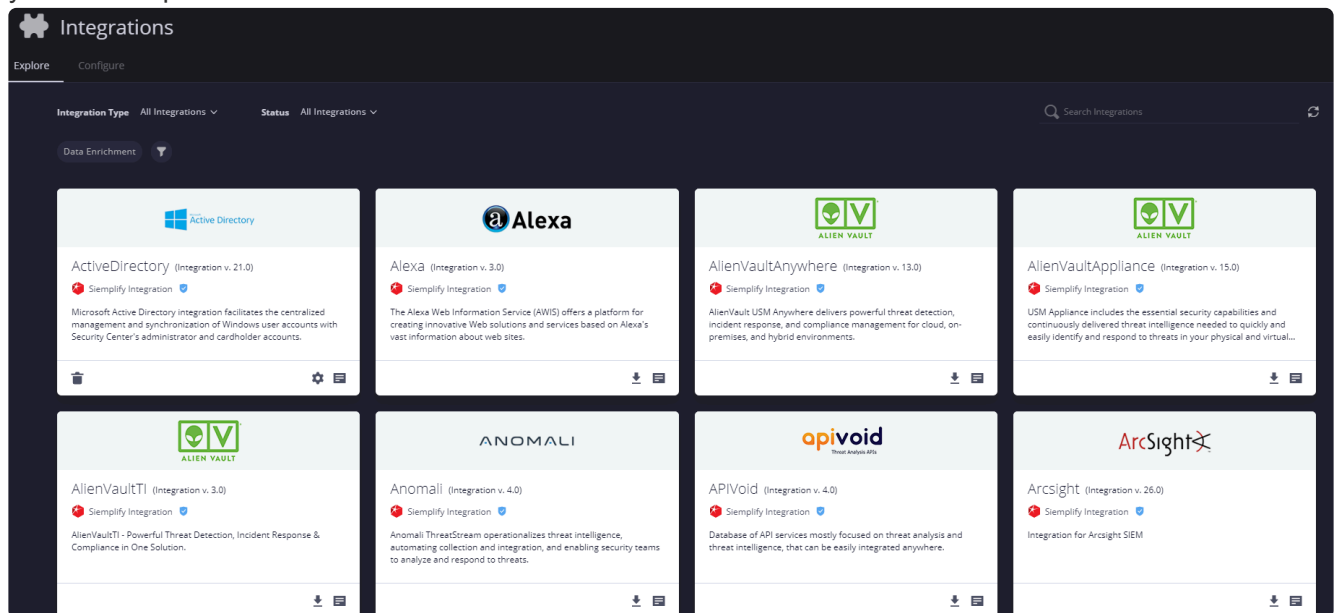 Integrations
Explore Configure
Integration Type All Integrations Status All Integrations Search Integrations
Data Enrichment
Active Directory
Alexa
ALIEN VAULT
ALIEN VAULT
ActiveDirectory (Integration v. 21.0)
Siemplify Integration
Microsoft Active Directory integration facilitates the centralized
management and synchronization of Windows user accounts with
Security Center's administrator and cardholder accounts.
Alexa (Integration v. 3.0)
Siemplify Integration
The Alexa Web Information Service (AWIS) offers a platform for
creating innovative Web solutions and services based on Alexa's
vast information about web sites.
AlienVaultAnywhere (Integration v. 13.0)
Siemplify Integration
AlienVault USM Anywhere delivers powerful threat detection,
incident response, and compliance management for cloud, on-
premises, and hybrid environments.
AlienVaultAppliance (Integration v. 15.0)
Siemplify Integration
USM Appliance includes the essential security capabilities and
continuously delivered threat intelligence needed to quickly and
easily identify and respond to threats in your physical and virtual...
ALIEN VAULT
ANOMALI
apivoid
Threat Analysis APIs
ArcSight
AlienVaultTI (Integration v. 3.0)
Siemplify Integration
AlienVaultTI - Powerful Threat Detection, Incident Response &
Compliance in One Solution.
Anomali (Integration v. 4.0)
Siemplify Integration
Anomali ThreatStream operationalizes threat intelligence,
automating collection and integration, and enabling security teams
to analyze and respond to threats.
APIVoid (Integration v. 4.0)
Siemplify Integration
Database of API services mostly focused on threat analysis and
threat intelligence, that can be easily integrated anywhere.
Arcsight (Integration v. 26.0)
Siemplify Integration
Integration for Arcsight SIEM